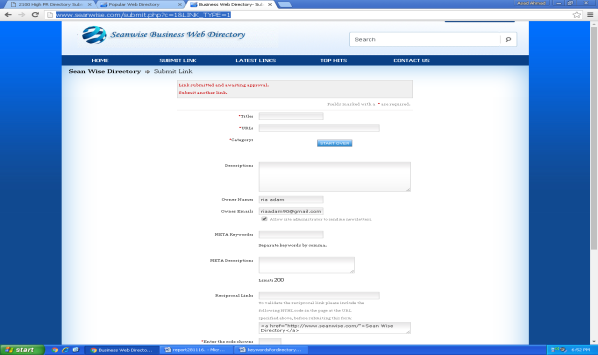 2100 High PR Directory Sub
Popular Web Directory
Business Web Directory- Sub
www.seanwise.com/submit.php?c=1&LINK_TYPE=1
Seanwise Business Web Directory
Search
HOME
SUBMIT LINK
LATEST LINKS
TOP HITS
CONTACT US
Sean Wise Directory
Submit Link
Link submitted and awaiting approval.
Submit another link.
Fields marked with a * are required.
*Title:
*URL:
*Category:
START OVER
Description:
Owner Name:
ria adam
Owner Email:
riaadam90@gmail.com
Allow site administrator to send me newsletters.
META Keywords:
Separate keywords by comma.
META Description:
Limit: 200
Reciprocal Link:
To validate the reciprocal link please include the
following HTML code in the page at the URL
specified above, before submitting this form:
<a href="http://www.seanwise.com/">Sean Wise
Directory</a>
*Enter the code shown:
start
Business Web Directo...
report281116. - Micr...
keywordsfordirectory...
6:52 PM